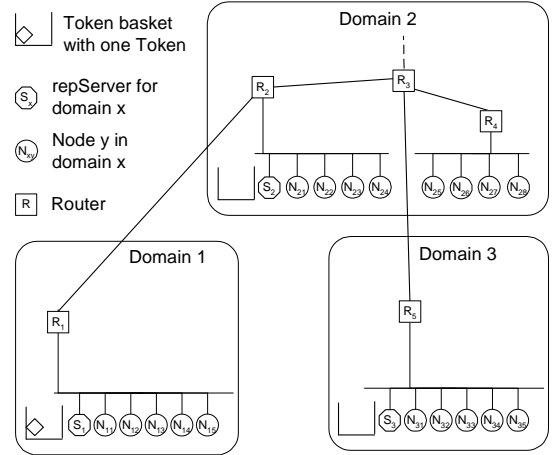 Token basket
with one Token
Sx
repServer for
domain x
Nxy
Node y in
domain x
R
Router
Domain 2
R2
R3
R4
S2 N21 N22 N23 N24 N25 N26 N27 N28
Domain 1
R1
S1 N11 N12 N13 N14 N15
Domain 3
R5
S3 N31 N32 N33 N34 N35